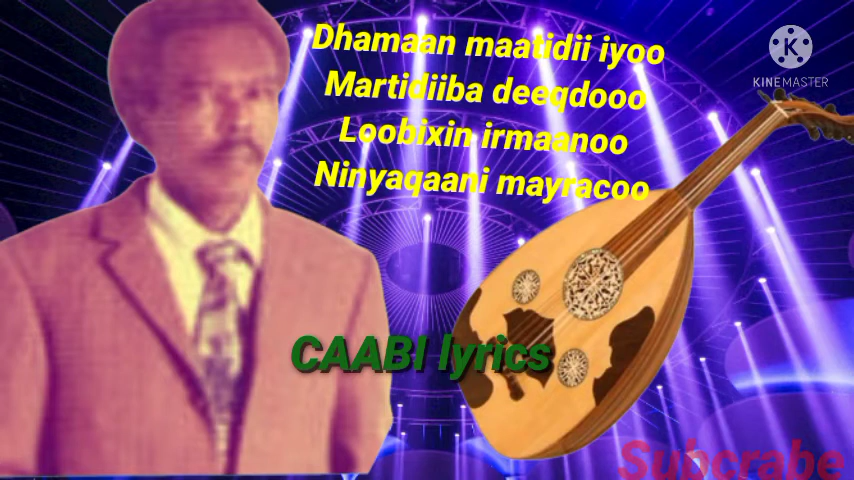 Dhamaan maatidii iyoo
Martidiiba deeqdooo
Loobixin irmaanoo
Ninyaqaani mayracoo
KINEMASTER
CAABI lyrics
Subcrabe